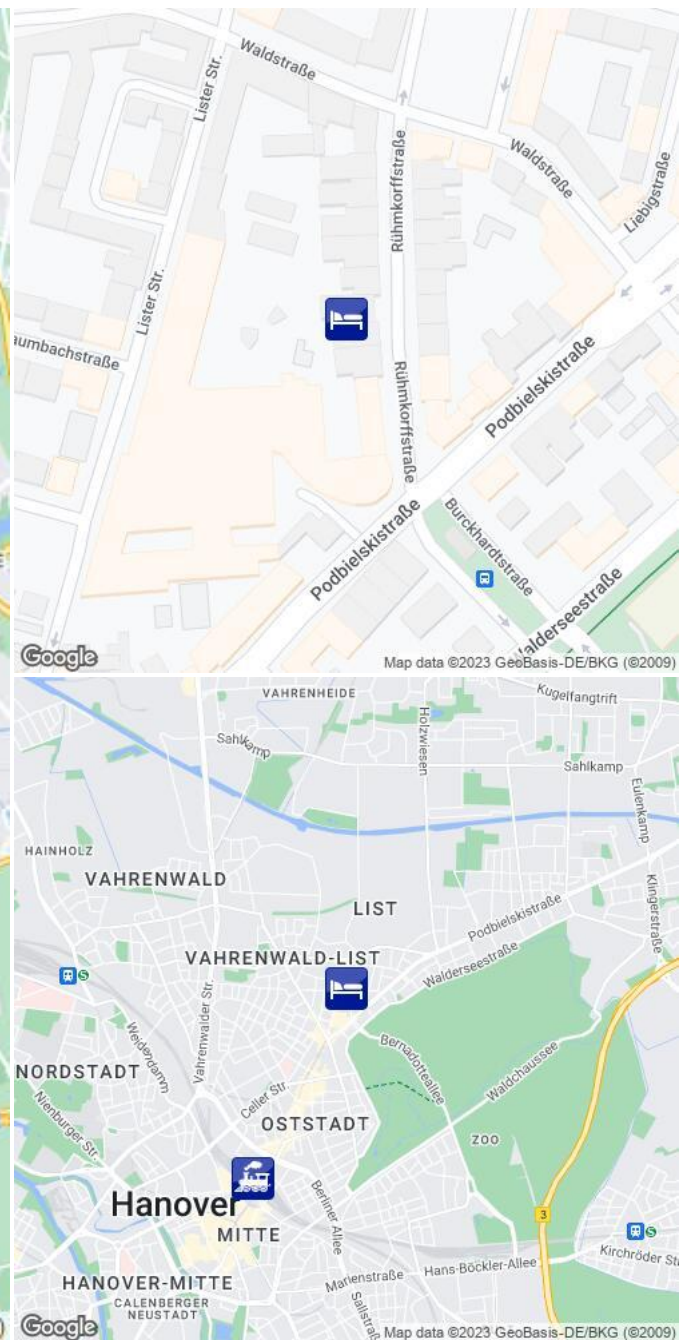 Waldstraße
Lister Str.
Rühmkorffstraße
Waldstraße
Liebigstraße
Lister Str.
aumbachstraße
Rühmkorffstraße
Podbielskistraße
Burckhardtstraße
Podbielskistraße
Walderseestraße
Google
Map data ©2023 GeoBasis-DE/BKG (©2009)
VAHRENHEIDE
Kugelfangtrift
Holzwiesen
Sahlkamp
Sahlkamp
Eulenkamp
HAINHOLZ
VAHRENWALD
Klingerstraße
LIST
Podbielskistraße
VAHRENWALD-LIST
Walderseestraße
S
Vahrenwalder Str.
Weidendamm
Bernadotteallee
NORDSTADT
Waldchaussee
Celler Str.
Nienburger Str.
OSTSTADT
ZOO
Hanover
Berliner Allee
3
MITTE
S
Kirchröder Str
Hans-Böckler-Allee
Marienstraße
HANOVER-MITTE
CALENBERGER
NEUSTADT
Sallstraß
Google
Map data ©2023 GeoBasis-DE/BKG (©2009)